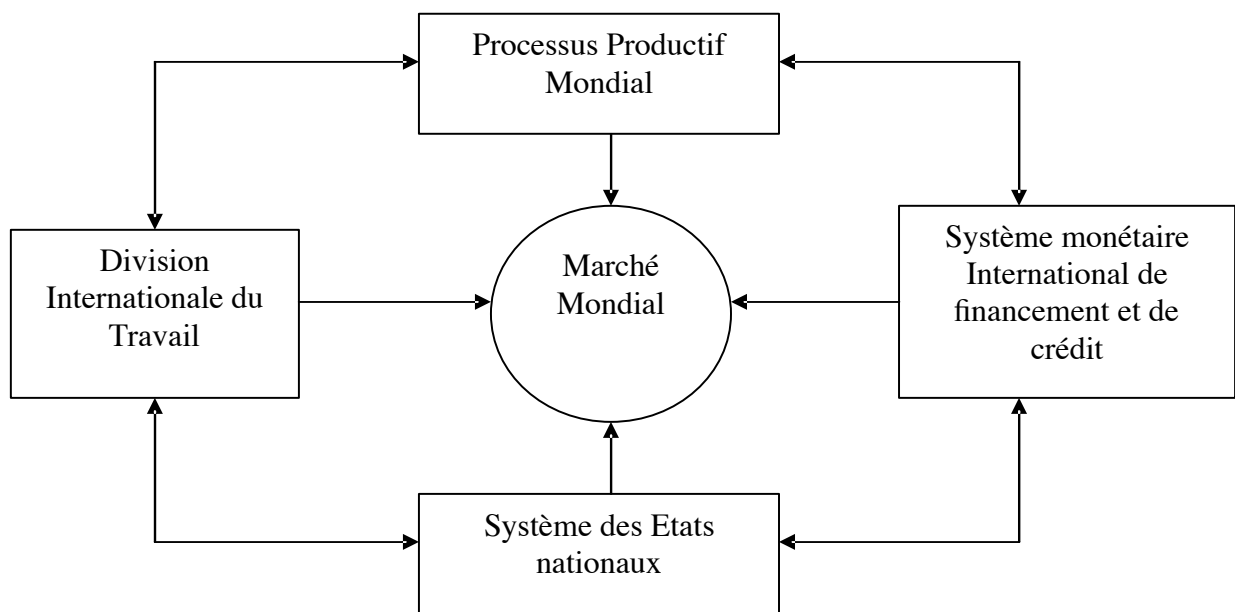 Processus Productif
Mondial
Division
Internationale du
Travail
Marché
Mondial
Système monétaire
International de
financement et de
crédit
Système des Etats
nationaux